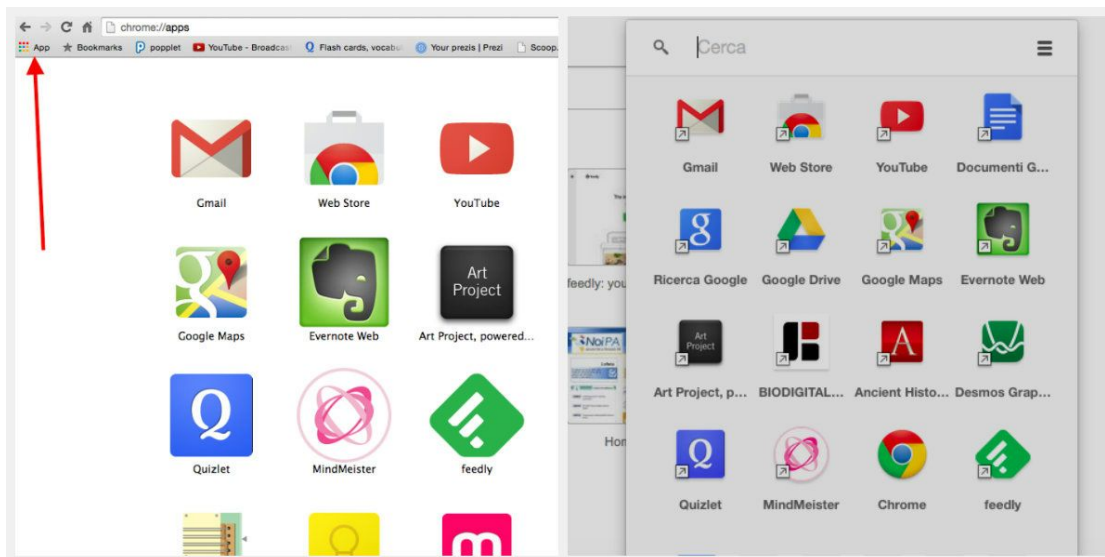 chrome://apps
App Bookmarks popplet YouTube - Broadcast Flash cards, vocabu Your prezis | Prezi Scoop.
Gmail Web Store YouTube
Art Project
Google Maps Evernote Web Art Project, powered...
Q
Quizlet MindMeister feedly
m
Cerca
Gmail Web Store YouTube Documenti G...
g
Ricerca Google Google Drive Google Maps Evernote Web
feedly: you
NoiPA
Art Project
A
Art Project, p... BIODIGITAL... Ancient Histo... Desmos Grap...
Hom
Q
Quizlet MindMeister Chrome feedly